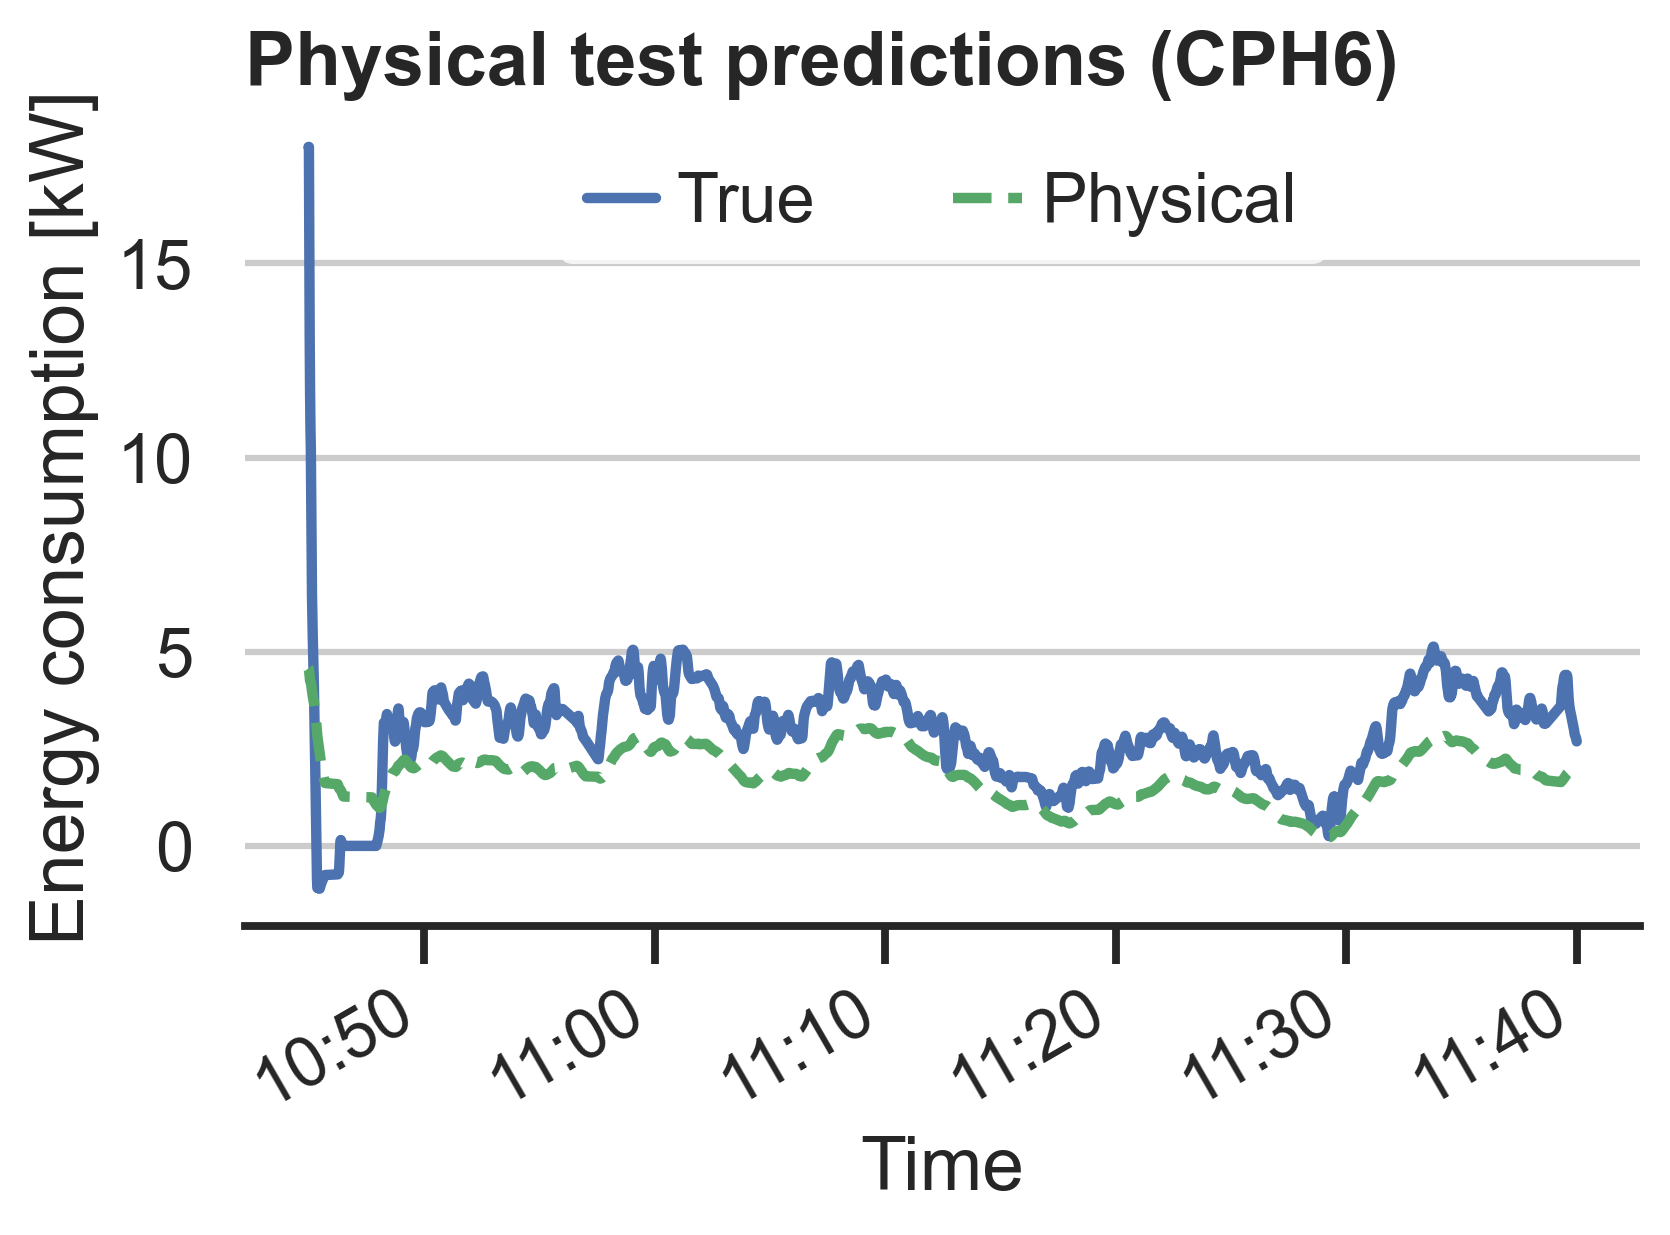 Physical test predictions (CPH6)
Energy consumption [kW]
True
Physical
15
10
5
0
10:50
11:00
11:10
11:20
11:30
11:40
Time